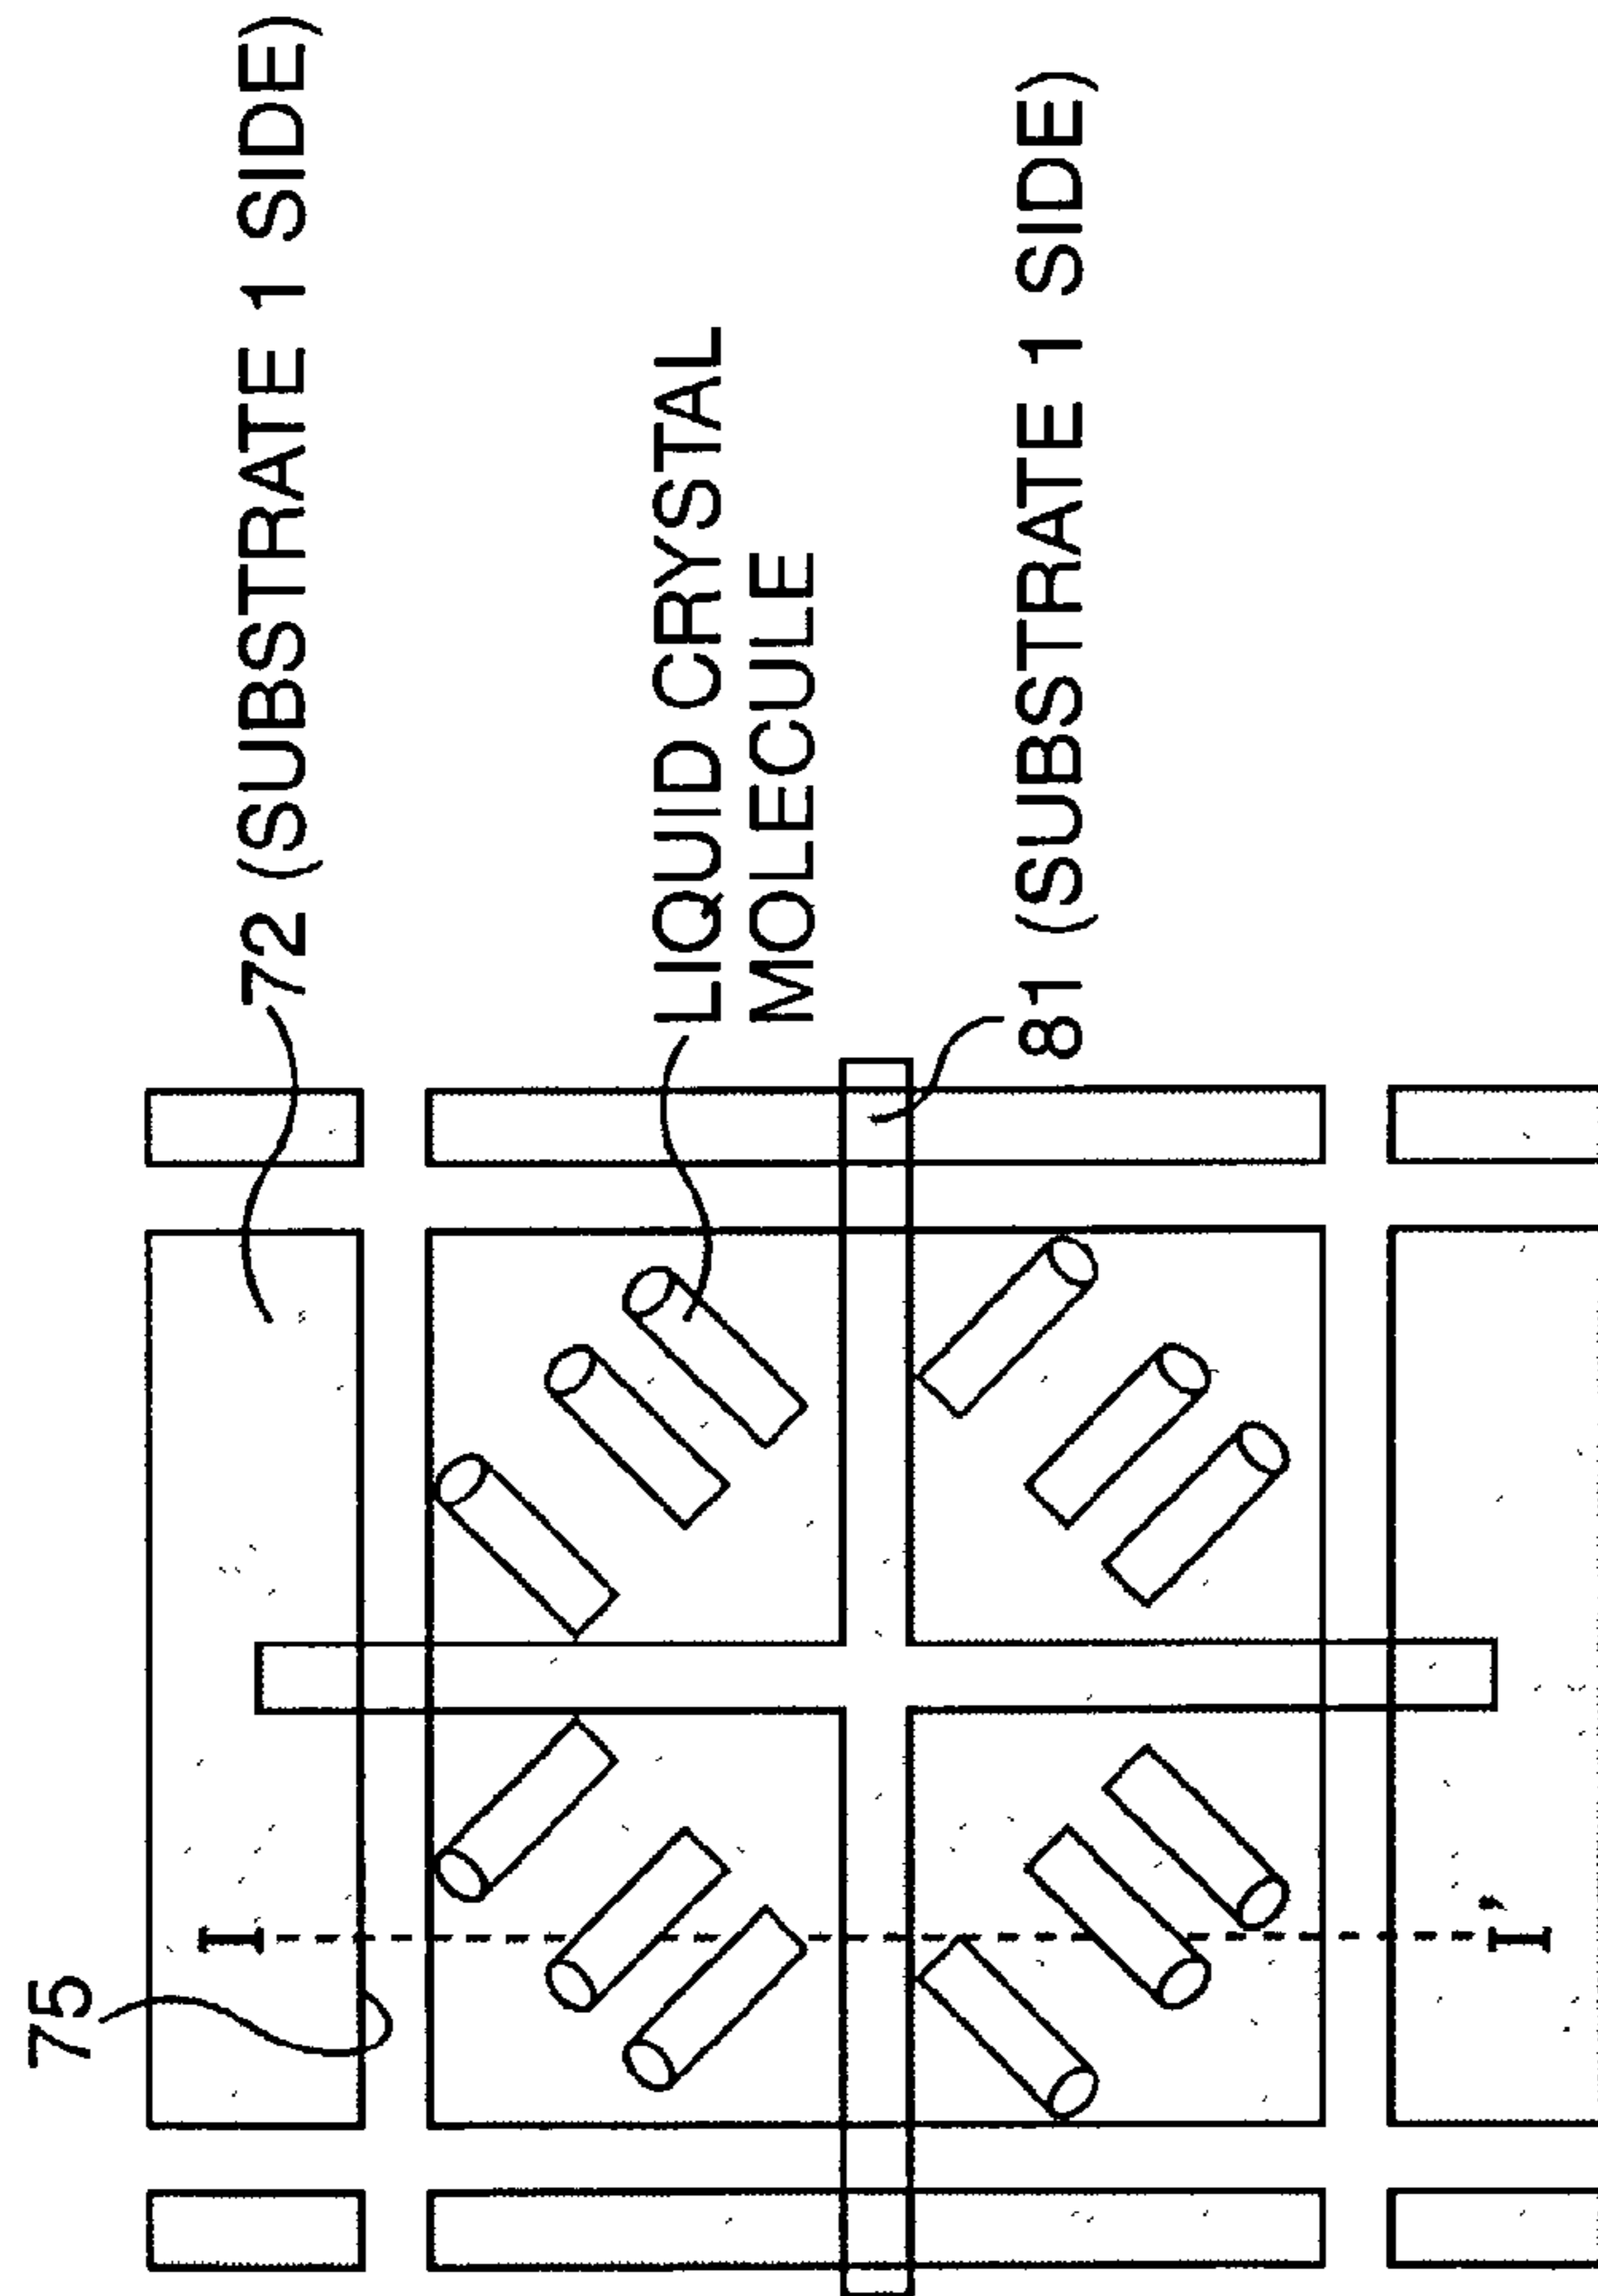 75
I
I'
72 (SUBSTRATE 1 SIDE)
LIQUID CRYSTAL
MOLECULE
81 (SUBSTRATE 1 SIDE)